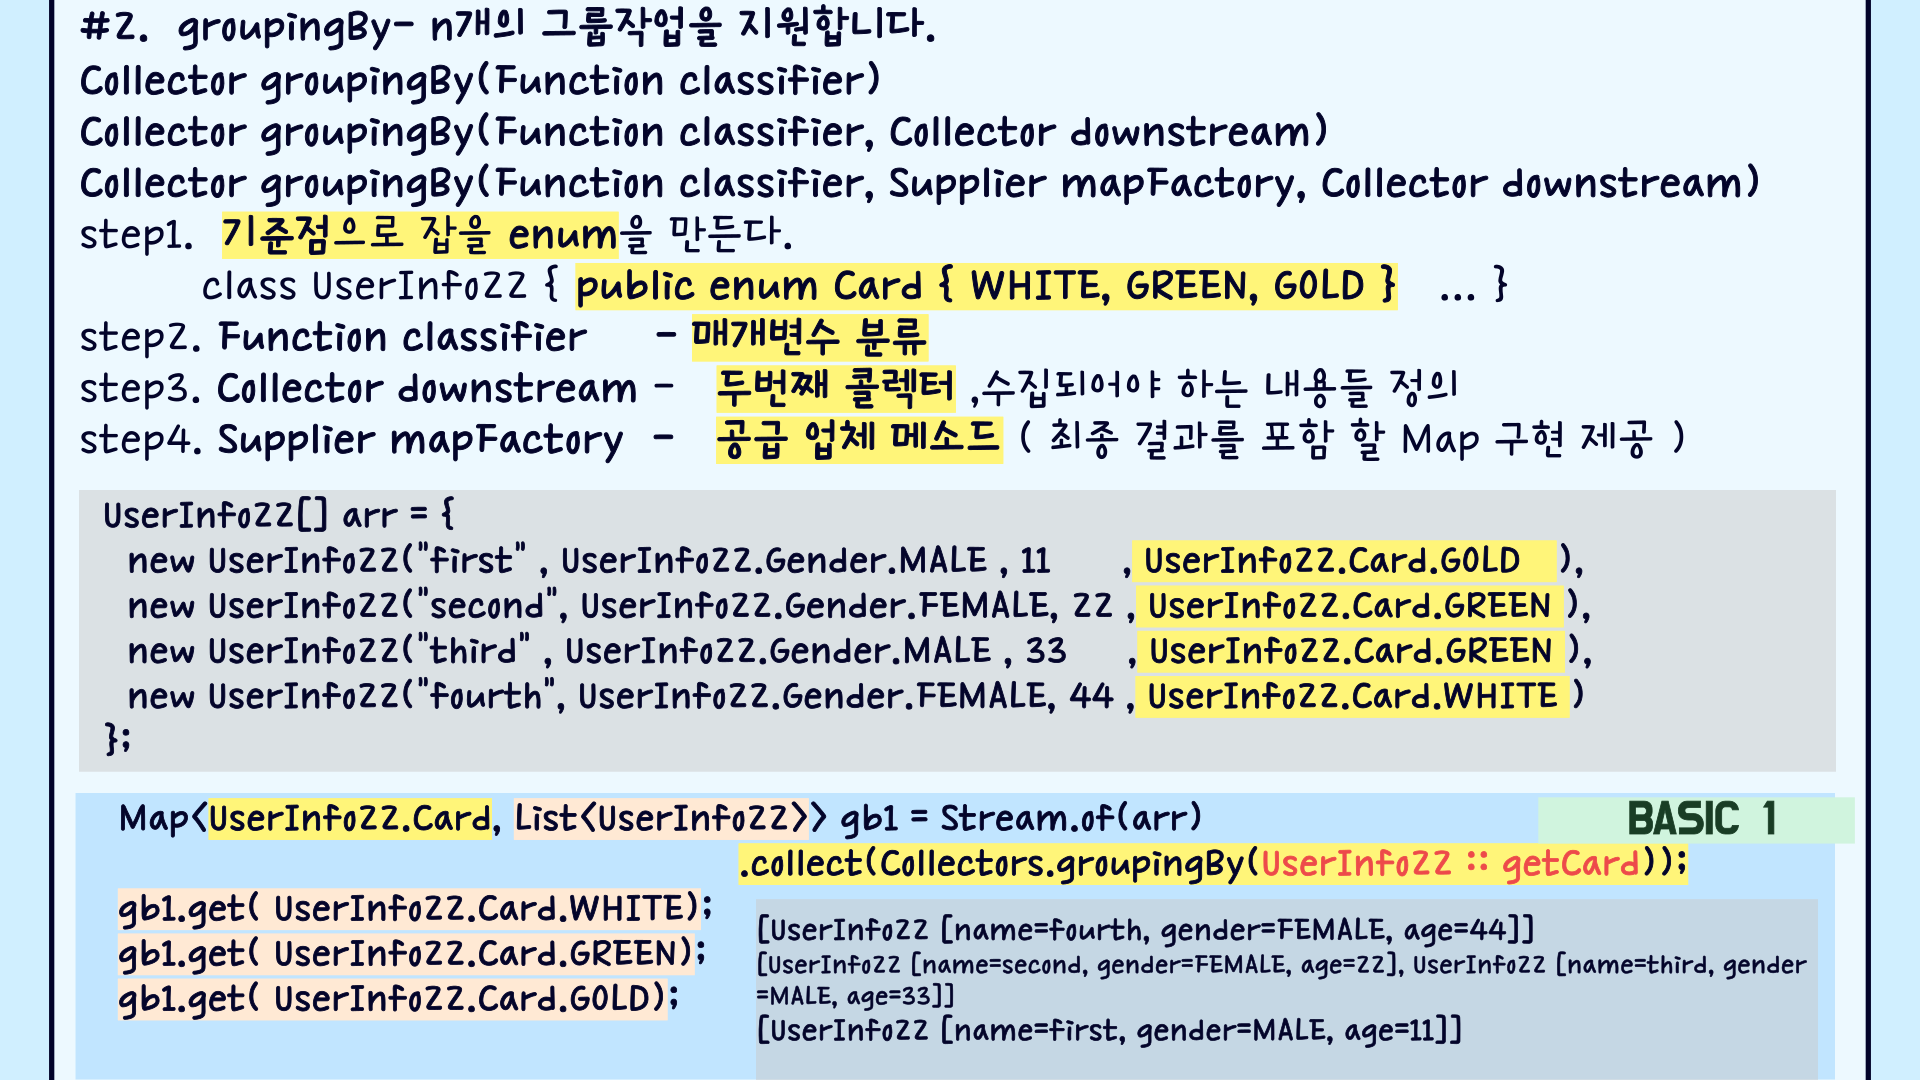 #2. groupingBy- n개의 그룹작업을 지원합니다.
Collector groupingBy(Function classifier)
Collector groupingBy(Function classifier, Collector downstream)
Collector groupingBy(Function classifier, Supplier mapFactory, Collector downstream)
step1. 기준점으로 잡을 enum을 만든다.
class UserInfo22 { public enum Card { WHITE, GREEN, GOLD } ... }
step2. Function classifier - 매개변수 분류
step3. Collector downstream - 두번째 콜렉터 ,수집되어야 하는 내용들 정의
step4. Supplier mapFactory - 공급 업체 메소드 ( 최종 결과를 포함 할 Map 구현 제공 )
UserInfo22[] arr = {
new UserInfo22("first" , UserInfo22.Gender.MALE , 11 , UserInfo22.Card.GOLD ),
new UserInfo22("second", UserInfo22.Gender.FEMALE, 22 , UserInfo22.Card.GREEN ),
new UserInfo22("third" , UserInfo22.Gender.MALE , 33 , UserInfo22.Card.GREEN ),
new UserInfo22("fourth", UserInfo22.Gender.FEMALE, 44 , UserInfo22.Card.WHITE )
};
Map<UserInfo22.Card, List<UserInfo22>> gb1 = Stream.of(arr)
BASIC 1
.collect(Collectors.groupingBy(UserInfo22 :: getCard));
gb1.get( UserInfo22.Card.WHITE);
gb1.get( UserInfo22.Card.GREEN);
gb1.get( UserInfo22.Card.GOLD);
[UserInfo22 [name=fourth, gender=FEMALE, age=44]]
[UserInfo22 [name=second, gender=FEMALE, age=22], UserInfo22 [name=third, gender
=MALE, age=33]]
[UserInfo22 [name=first, gender=MALE, age=11]]